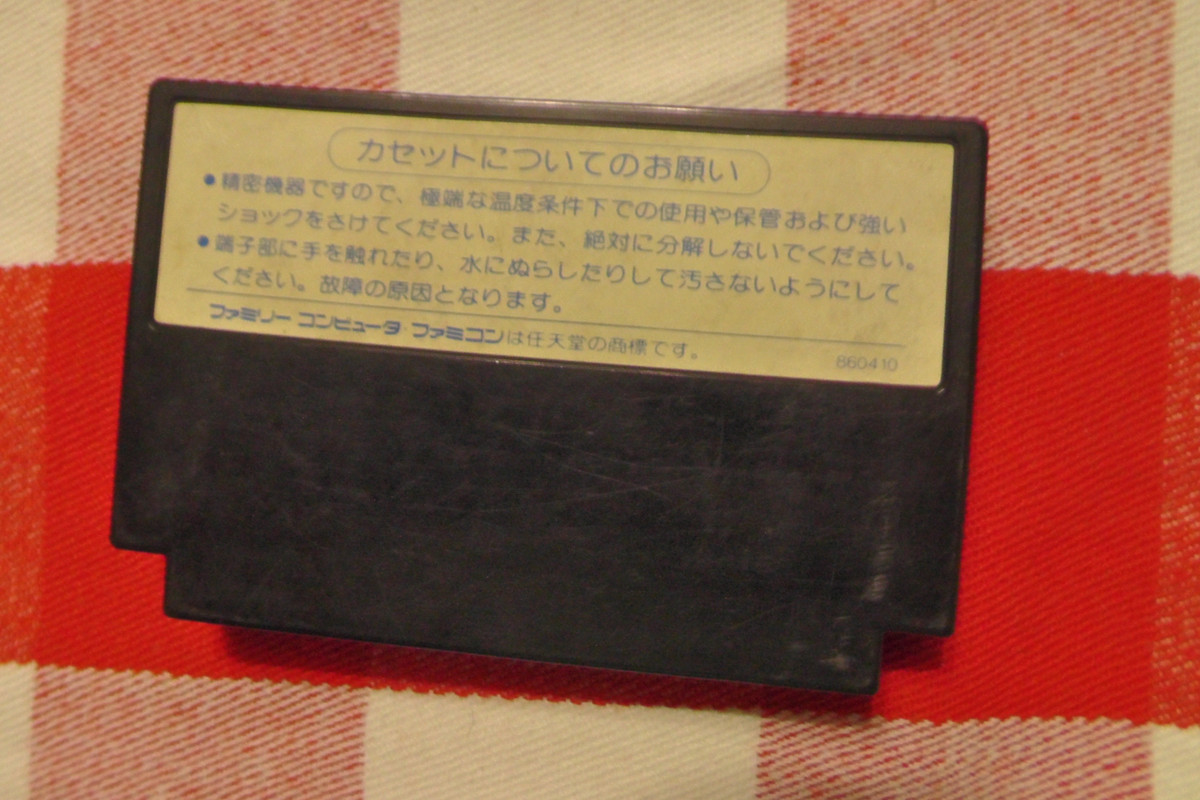 カセットについてのお願い
●精密機器ですので、極端な温度条件下での使用や保管および強い
ショックをさけてください。また、絶対に分解しないでください。
●端子部に手を触れたり、水にぬらしたりして汚さないようにして
ください。故障の原因となります。
ファミリー コンピュータ・ファミコンは任天堂の商標です。
860410